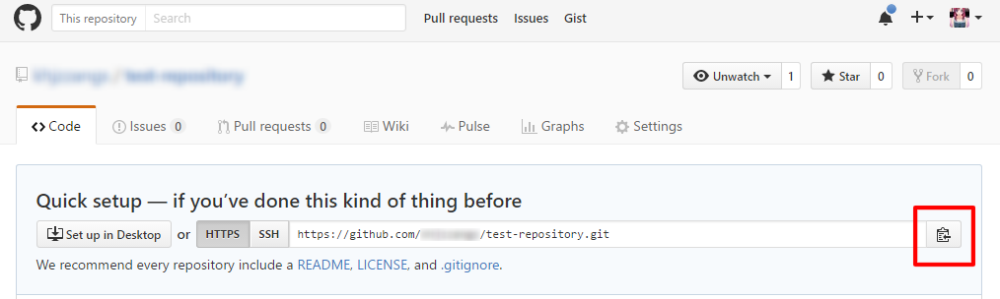 This repository Search Pull requests Issues Gist
/ test-repository Unwatch 1 Star 0 Fork 0
Code Issues 0 Pull requests 0 Wiki Pulse Graphs Settings
Quick setup — if you’ve done this kind of thing before
Set up in Desktop or HTTPS SSH https://github.com/ /test-repository.git
We recommend every repository include a README, LICENSE, and .gitignore.